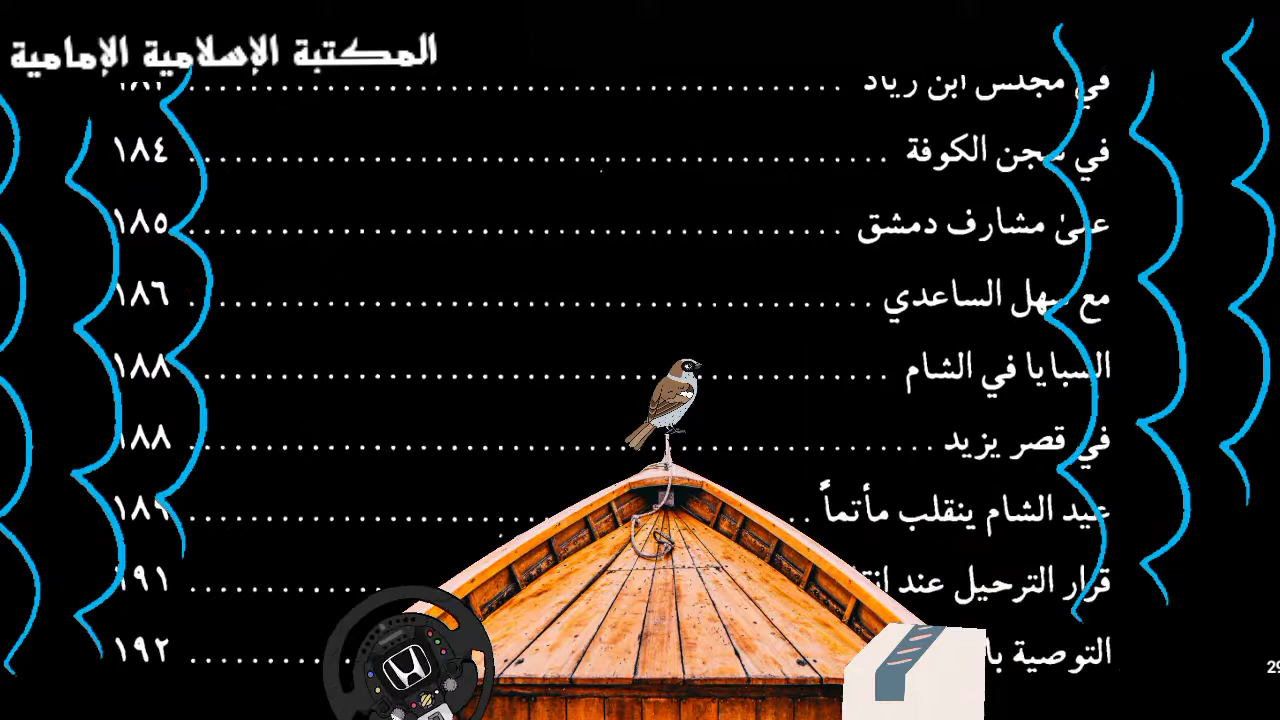 المكتبة الإسلامية الإمامية
في مجلس ابن زياد ١٨١
في سجن الكوفة ١٨٤
علىٰ مشارف دمشق ١٨٥
مع سهل الساعدي ١٨٦
السبايا في الشام ١٨٨
في قصر يزيد ١٨٨
عيد الشام ينقلب مأتماً ١٨٩
قرار الترحيل عند ١٩١
التوصية ١٩٢
29